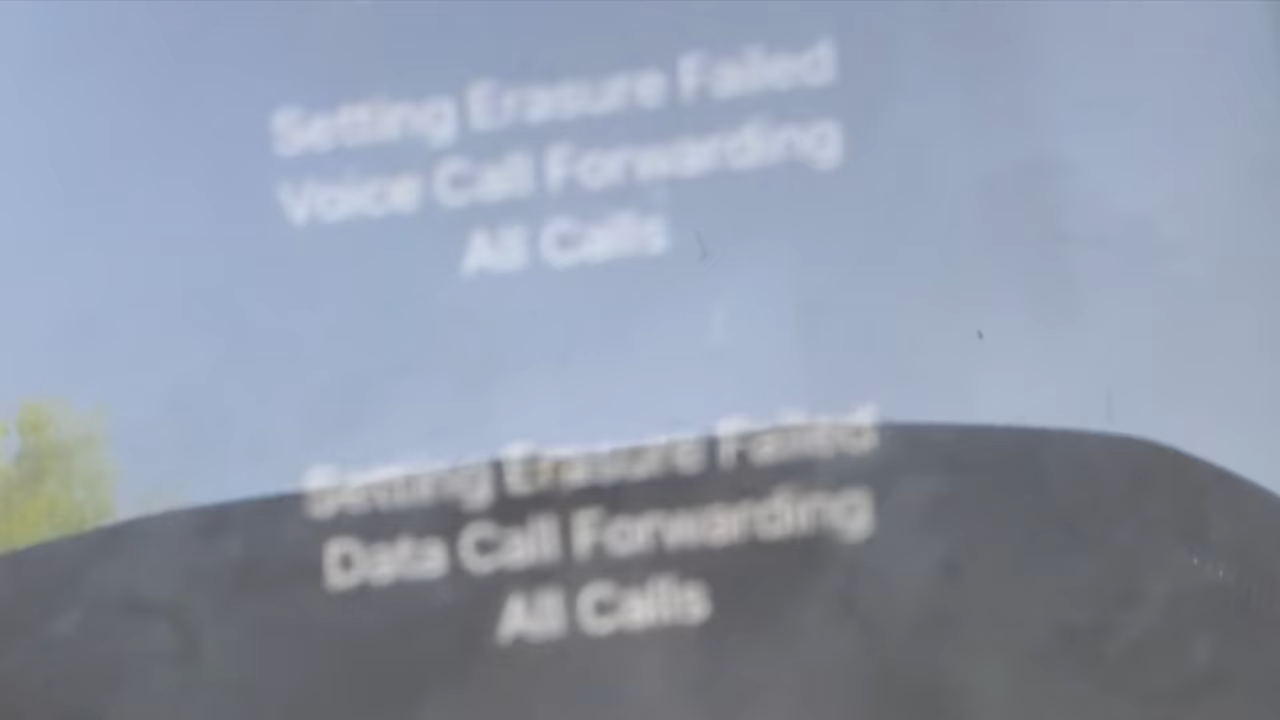 Setting Erasure Failed
Voice Call Forwarding
All Calls
Setting Erasure Failed
Data Call Forwarding
All Calls